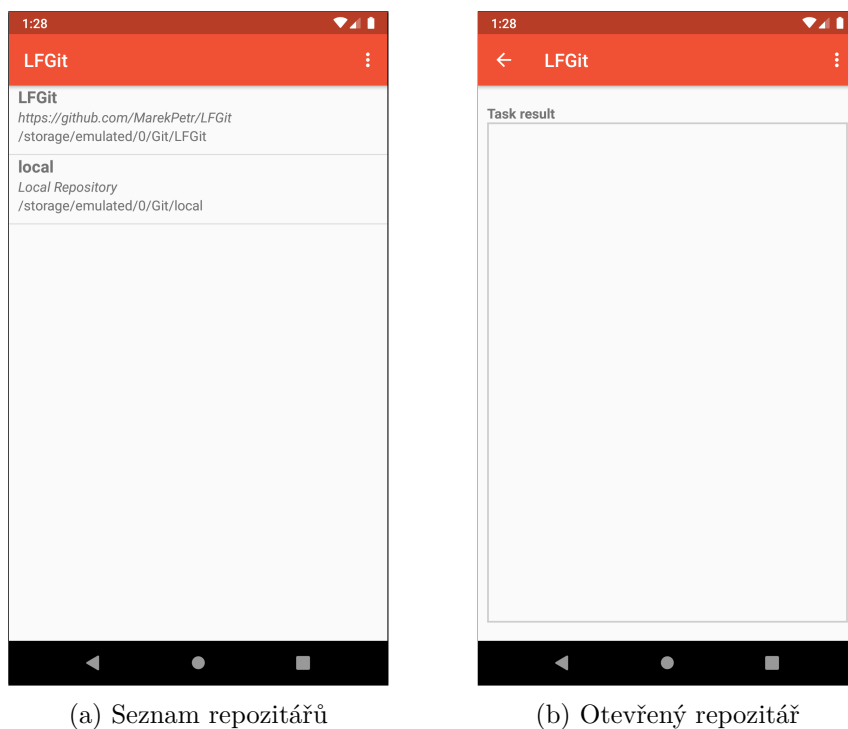 1:28
LFGit
LFGit
https://github.com/MarekPetr/LFGit
/storage/emulated/0/Git/LFGit
local
Local Repository
/storage/emulated/0/Git/local
(a) Seznam repozitářů
1:28
LFGit
Task result
(b) Otevřený repozitář